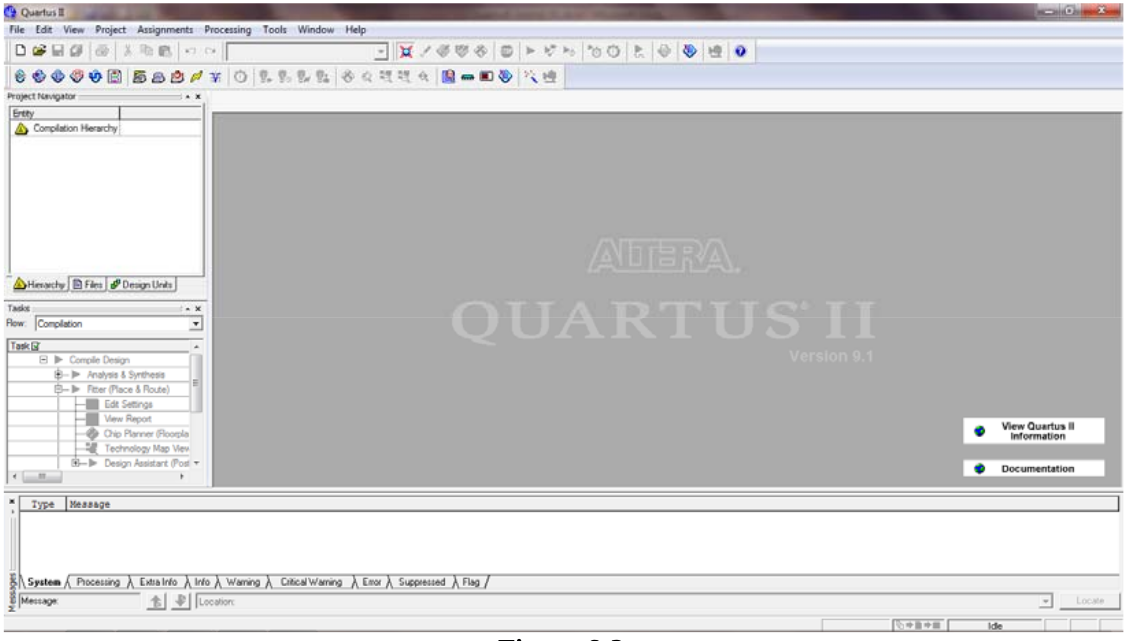 Quartus II
File Edit View Project Assignments Processing Tools Window Help
Project Navigator
Entity
Compilation Hierarchy
Hierarchy Files Design Units
Tasks
Flow: Compilation
Task
Compile Design
Analysis & Synthesis
Fitter (Place & Route)
Edit Settings
View Report
Chip Planner (Floorpla
Technology Map View
Design Assistant (Post
ALTERA.
QUARTUS® II
Version 9.1
View Quartus II
Information
Documentation
Type Message
System Processing Extra Info Info Warning Critical Warning Error Suppressed Flag
Messages
Message: Location: Locate
Idle